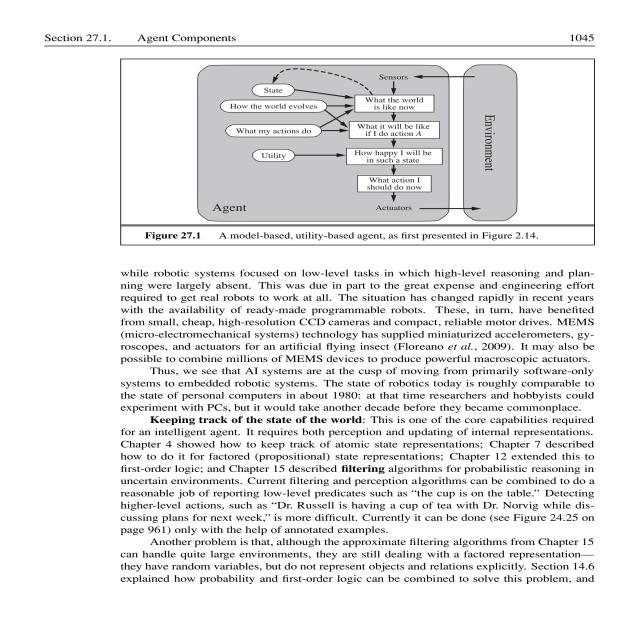 Section 27.1. Agent Components 1045
Sensors
State
What the world
is like now
How the world evolves
What my actions do
What it will be like
if I do action A
Utility
How happy I will be
in such a state
What action I
should do now
Agent
Actuators
Environment
Figure 27.1 A model-based, utility-based agent, as first presented in Figure 2.14.
while robotic systems focused on low-level tasks in which high-level reasoning and plan-
ning were largely absent. This was due in part to the great expense and engineering effort
required to get real robots to work at all. The situation has changed rapidly in recent years
with the availability of ready-made programmable robots. These, in turn, have benefited
from small, cheap, high-resolution CCD cameras and compact, reliable motor drives. MEMS
(micro-electromechanical systems) technology has supplied miniaturized accelerometers, gy-
roscopes, and actuators for an artificial flying insect (Floreano et al., 2009). It may also be
possible to combine millions of MEMS devices to produce powerful macroscopic actuators.
Thus, we see that AI systems are at the cusp of moving from primarily software-only
systems to embedded robotic systems. The state of robotics today is roughly comparable to
the state of personal computers in about 1980: at that time researchers and hobbyists could
experiment with PCs, but it would take another decade before they became commonplace.
Keeping track of the state of the world: This is one of the core capabilities required
for an intelligent agent. It requires both perception and updating of internal representations.
Chapter 4 showed how to keep track of atomic state representations; Chapter 7 described
how to do it for factored (propositional) state representations; Chapter 12 extended this to
first-order logic; and Chapter 15 described filtering algorithms for probabilistic reasoning in
uncertain environments. Current filtering and perception algorithms can be combined to do a
reasonable job of reporting low-level predicates such as “the cup is on the table.” Detecting
higher-level actions, such as “Dr. Russell is having a cup of tea with Dr. Norvig while dis-
cussing plans for next week,” is more difficult. Currently it can be done (see Figure 24.25 on
page 961) only with the help of annotated examples.
Another problem is that, although the approximate filtering algorithms from Chapter 15
can handle quite large environments, they are still dealing with a factored representation—
they have random variables, but do not represent objects and relations explicitly. Section 14.6
explained how probability and first-order logic can be combined to solve this problem, and